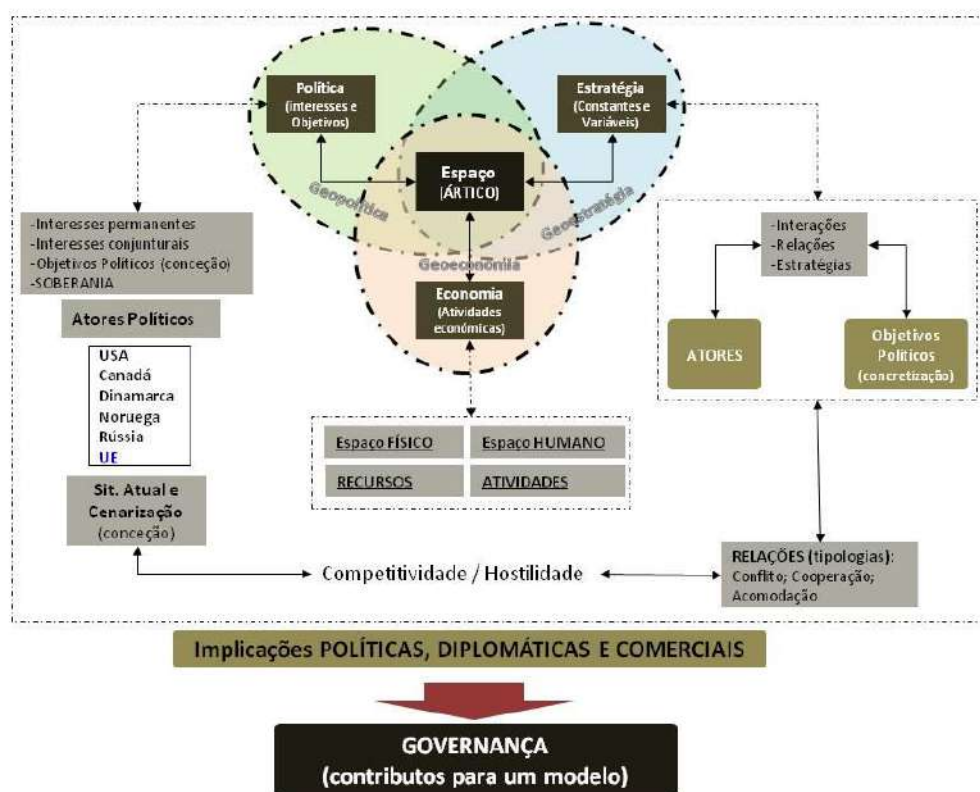 Política
(interesses e
Objetivos)
Estratégia
(Constantes e
Variáveis)
Espaço
(ÁRTICO)
Geopolítica
Geoestratégia
Geoeconómia
Economia
(Atividades
económicas)
-Interesses permanentes
-Interesses conjunturais
-Objetivos Políticos (conceção)
-SOBERANIA
Atores Políticos
USA
Canadá
Dinamarca
Noruega
Rússia
UE
Sit. Atual e
Cenarização
(conceção)
-Interações
-Relações
-Estratégias
ATORES
Objetivos
Políticos
(concretização)
Espaço FÍSICO
Espaço HUMANO
RECURSOS
ATIVIDADES
Competitividade / Hostilidade
RELAÇÕES (tipologias):
Conflito; Cooperação;
Acomodação
Implicações POLÍTICAS, DIPLOMÁTICAS E COMERCIAIS
GOVERNANÇA
(contributos para um modelo)